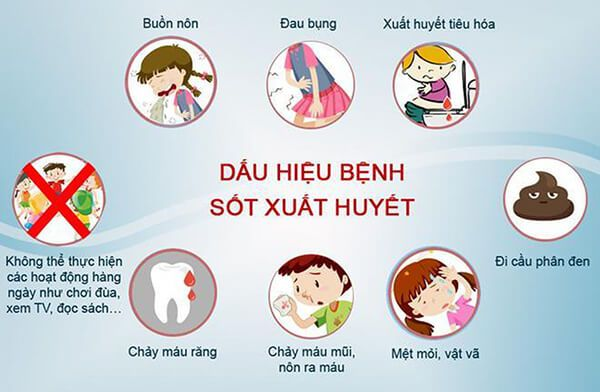 Buồn nôn
Đau bụng
Xuất huyết tiêu hóa
DẤU HIỆU BỆNH
SỐT XUẤT HUYẾT
Không thể thực hiện
các hoạt động hàng
ngày như chơi đùa,
xem TV, đọc sách...
Đi cầu phân đen
Chảy máu răng
Chảy máu mũi,
nôn ra máu
Mệt mỏi, vật vã